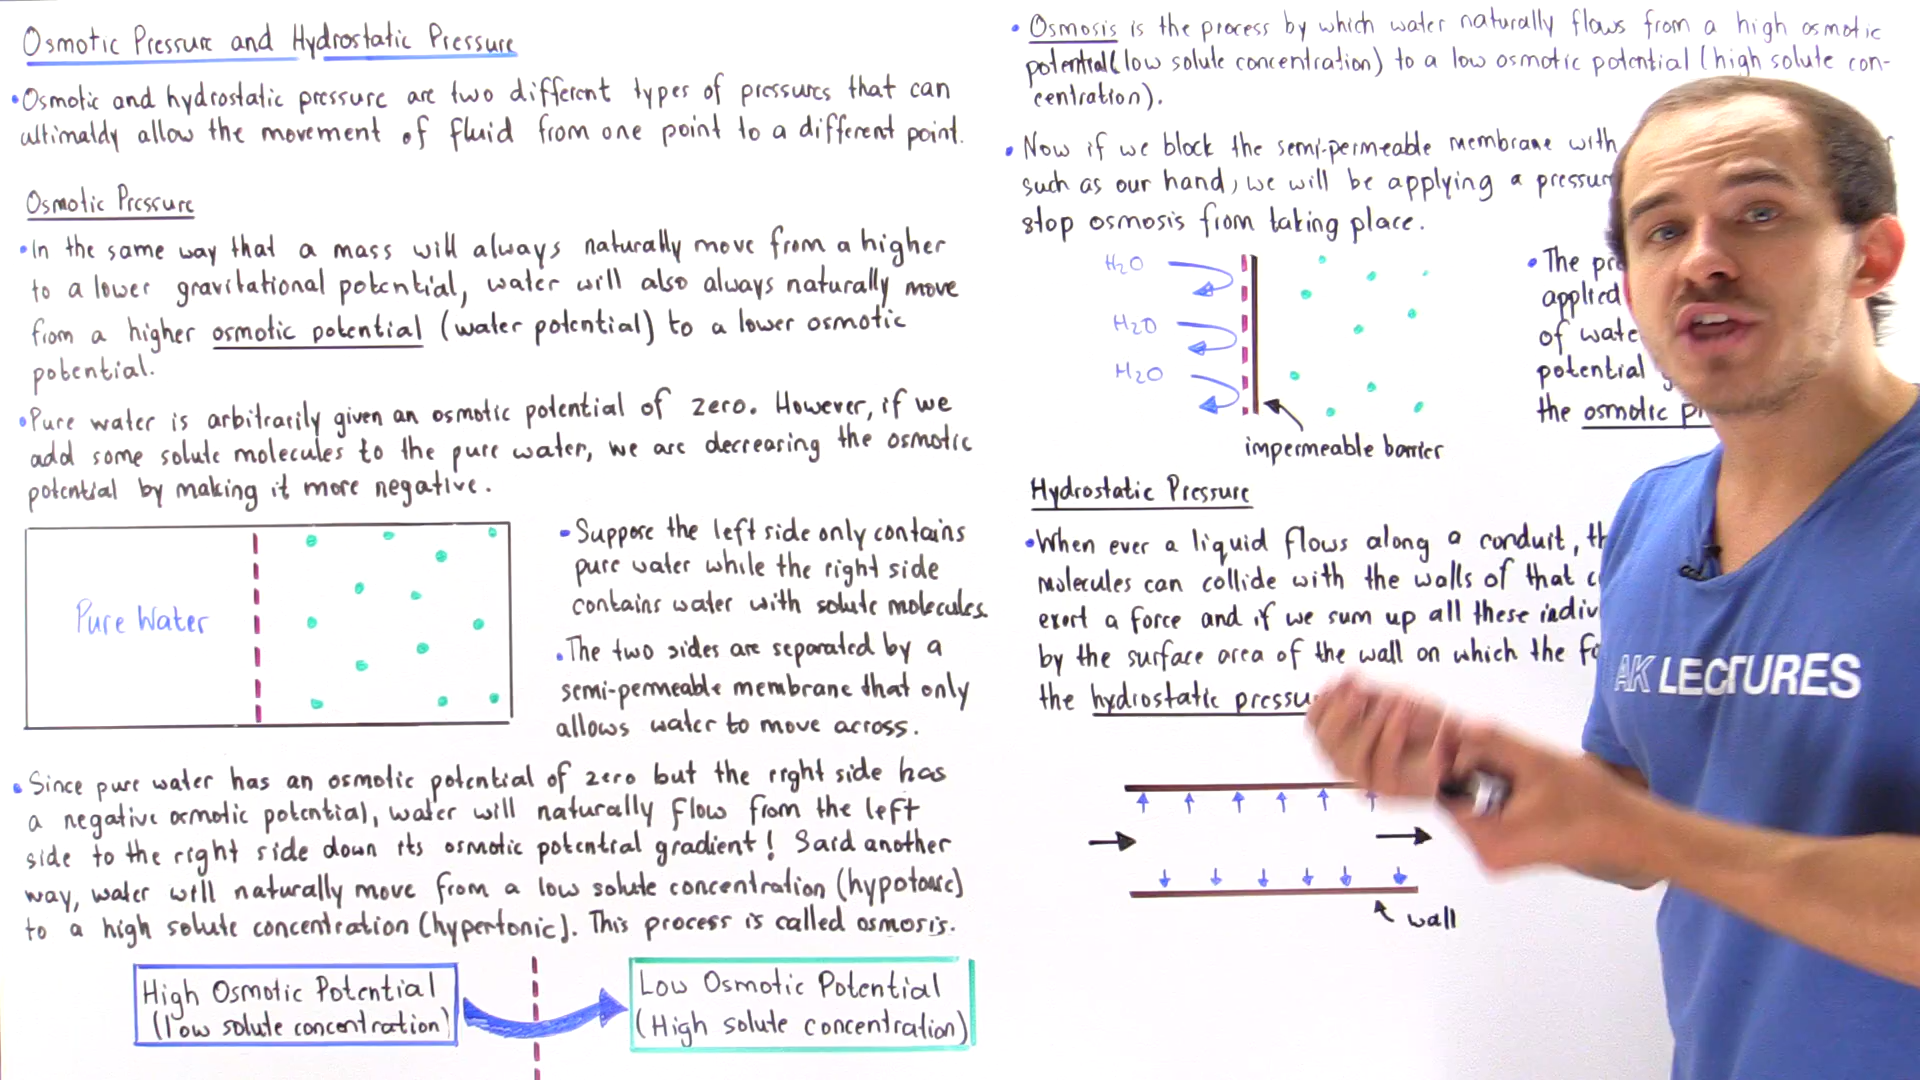 Osmotic Pressure and Hydrostatic Pressure
• Osmotic and hydrostatic pressure are two different types of pressures that can
ultimatdy allow the movement of fluid from one point to a different point.
Osmotic Pressure
• In the same way that a mass will always naturally move from a higher
to a lower gravitational potential, water will also always naturally move
from a higher osmotic potential (water potential) to a lower osmotic
potential.
• Pure water is arbitrarily given an osmotic potential of zero. However, if we
add some solute molecules to the pure water, we are decreasing the osmotic
potential by making it more negative.
Pure Water
• Suppose the left side only contains
pure water while the right side
contains water with solute molecules.
• The two sides are separated by a
semi-permeable membrane that only
allows water to move across.
• Since pure water has an osmotic potential of zero but the right side has
a negative osmotic potential, water will naturally flow from the left
side to the right side down its osmotic potential gradient! Said another
way, water will naturally move from a low solute concentration (hypotonic)
to a high solute concentration (hypertonic). This process is called osmosis.
High Osmotic Potential
(low solute concentration)
Low Osmotic Potential
(High solute concentration)
• Osmosis is the process by which water naturally flows from a high osmotic
potential (low solute concentration) to a low osmotic potential (high solute con-
centration).
• Now if we block the semi-permeable membrane with
such as our hand, we will be applying a pressur
stop osmosis from taking place.
H2O
H2O
H2O
impermeable barrier
• The pr
applied
of wate
potential g
the osmotic pr
Hydrostatic Pressure
• When ever a liquid flows along a conduit, th
molecules can collide with the walls of that c
exert a force and if we sum up all these indiv
by the surface area of the wall on which the fo
the hydrostatic pressu
wall
AK LECTURES